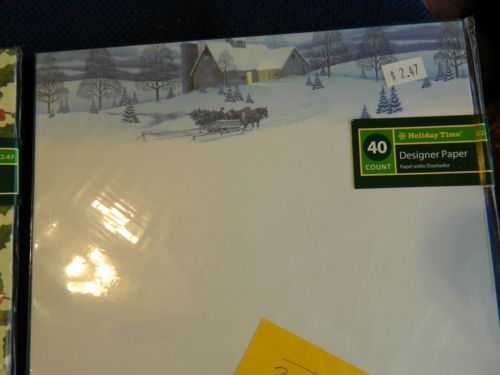 $ 2.47
Holiday Time
40
COUNT
Designer Paper
Papel estilo Diseñador
2.47